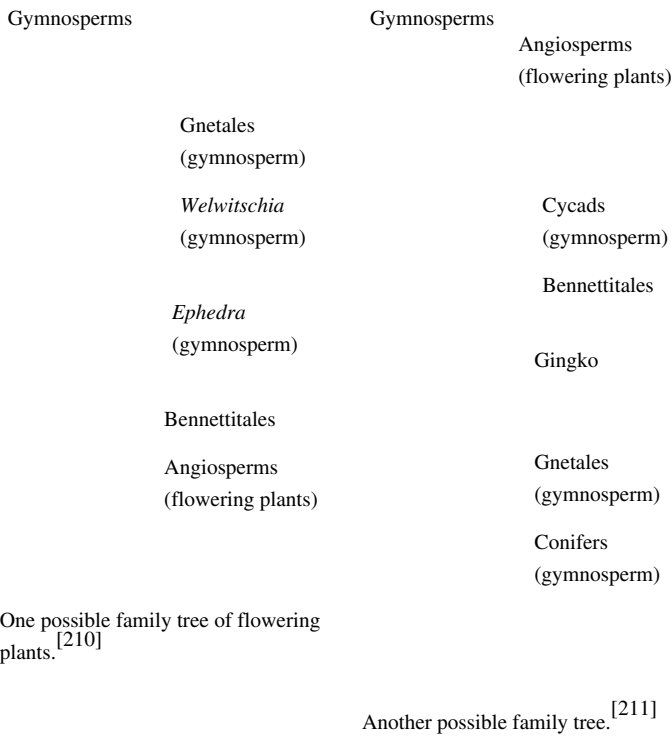 Gymnosperms
Gnetales
(gymnosperm)
Welwitschia
(gymnosperm)
Ephedra
(gymnosperm)
Bennettitales
Angiosperms
(flowering plants)
One possible family tree of flowering
plants.[210]
Gymnosperms
Angiosperms
(flowering plants)
Cycads
(gymnosperm)
Bennettitales
Gingko
Gnetales
(gymnosperm)
Conifers
(gymnosperm)
Another possible family tree.[211]